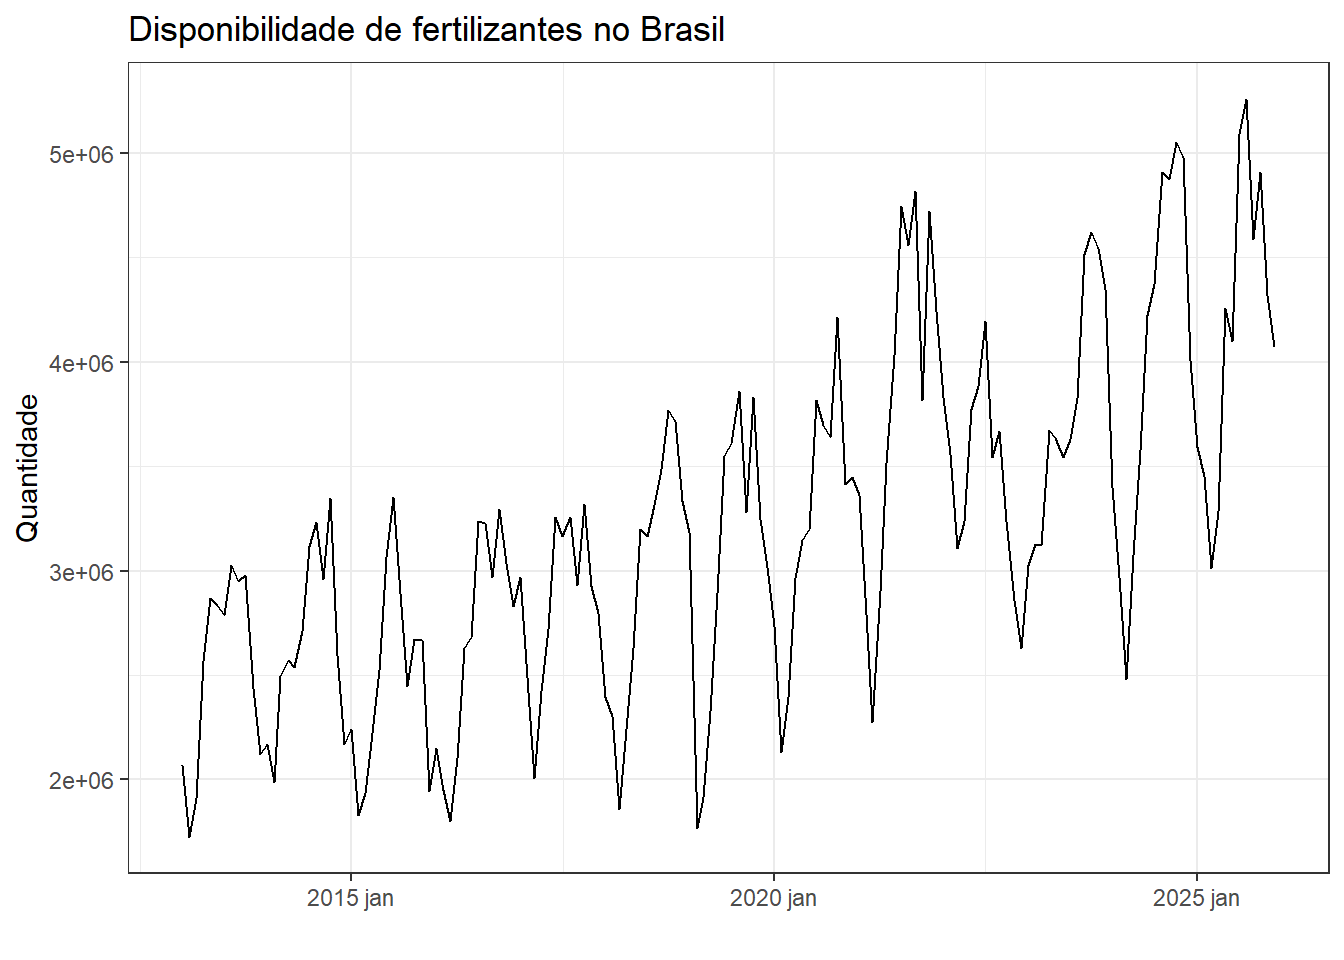 Disponibilidade de fertilizantes no Brasil
5e+06
4e+06
3e+06
2e+06
Quantidade
2015 jan
2020 jan
2025 jan